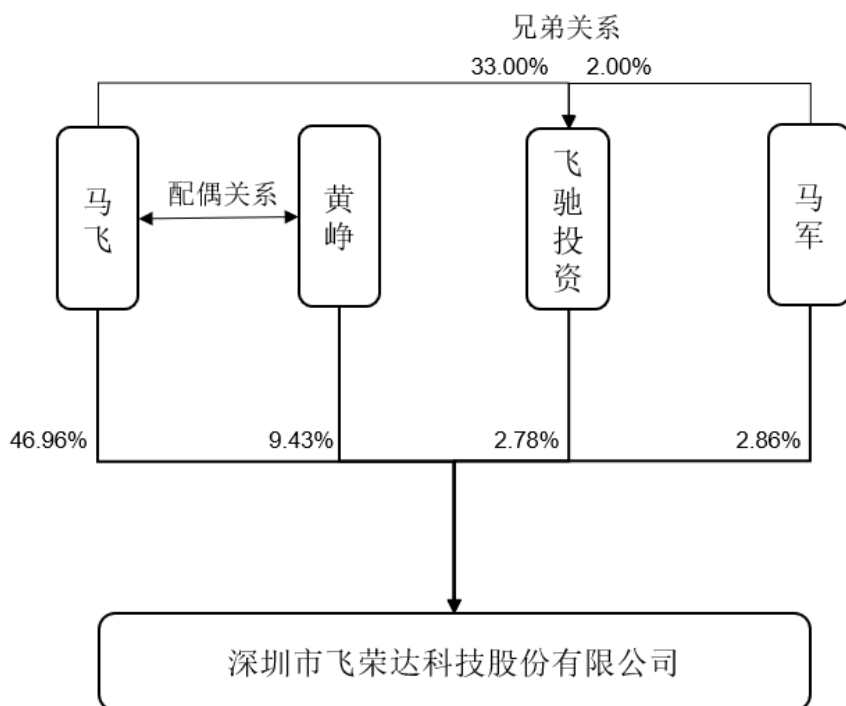 兄弟关系
33.00%
2.00%
马飞
配偶关系
黄峥
飞驰投资
马军
46.96%
9.43%
2.78%
2.86%
深圳市飞荣达科技股份有限公司